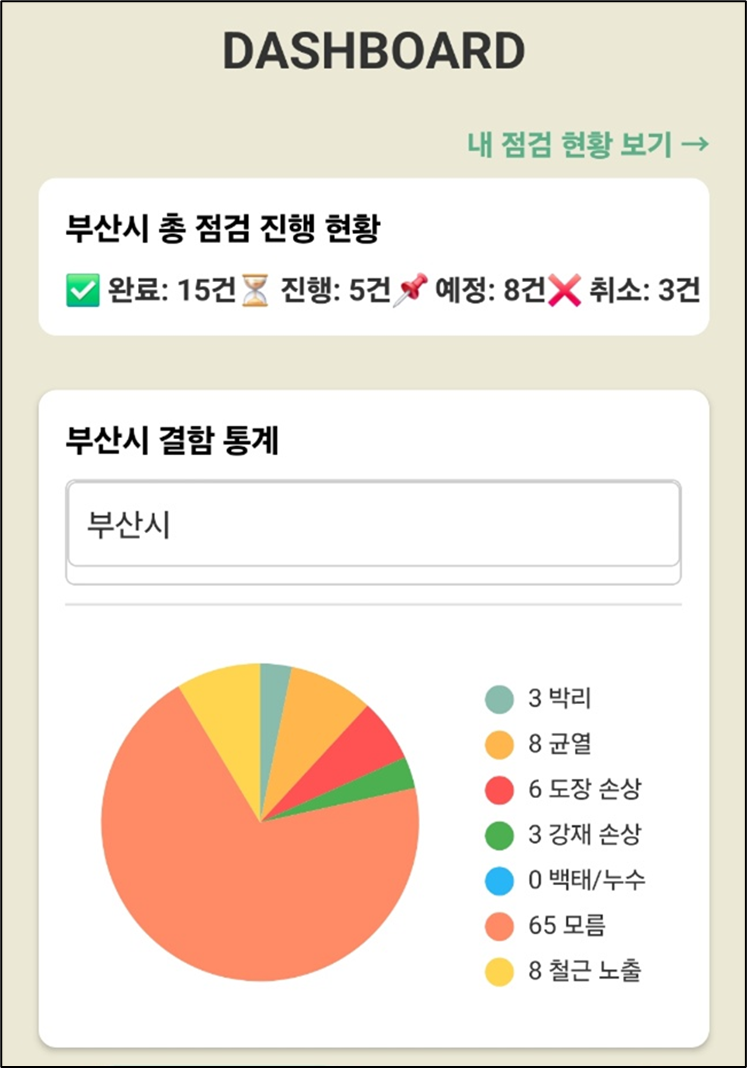 DASHBOARD
내 점검 현황 보기 →
부산시 총 점검 진행 현황
✅ 완료: 15건⏳ 진행: 5건📌 예정: 8건❌ 취소: 3건
부산시 결함 통계
부산시
3 박리
8 균열
6 도장 손상
3 강재 손상
0 백태/누수
65 모름
8 철근 노출